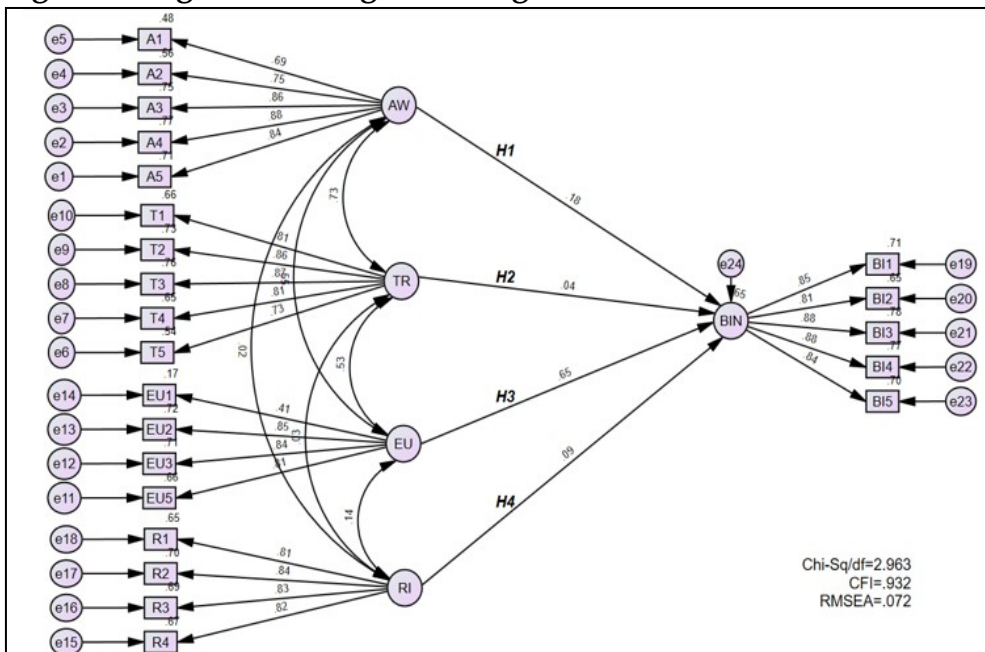 .48
e5 A1
.69
.56
e4 A2
.75
.75
e3 A3
.86
AW
.77
e2 A4
.88
.71
e1 A5
.84
H1
.18
.73
.66
e10 T1
.81
.73
e9 T2
.86
.76
e8 T3
.87
TR
.65
e7 T4
.81
.54
e6 T5
.73
H2
.04
e24
.65
BIN
.71
.85
BI1 e19
.65
.81
BI2 e20
.78
.88
BI3 e21
.77
.88
BI4 e22
.70
.84
BI5 e23
.02
.53
.17
e14 EU1
.41
.72
e13 EU2
.85
.71
e12 EU3
.84
EU
.66
e11 EU5
H3
.65
.03
.14
H4
.09
.65
e18 R1
.81
.70
e17 R2
.84
.69
e16 R3
.83
RI
.67
e15 R4
.82
Chi-Sq/df=2.963
CFI=.932
RMSEA=.072